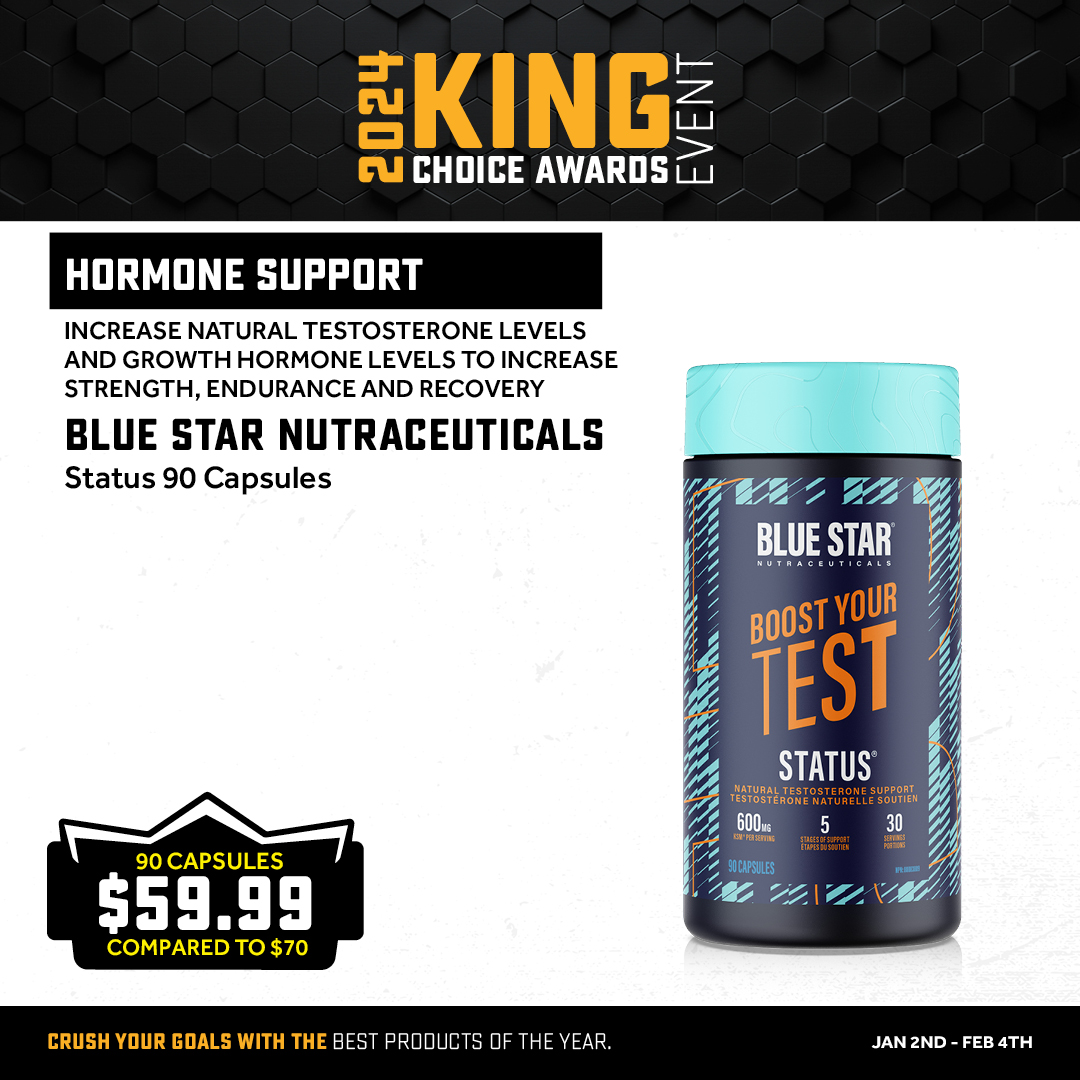 2024
KING
CHOICE AWARDS
EVENT
HORMONE SUPPORT
INCREASE NATURAL TESTOSTERONE LEVELS
AND GROWTH HORMONE LEVELS TO INCREASE
STRENGTH, ENDURANCE AND RECOVERY
BLUE STAR NUTRACEUTICALS
Status 90 Capsules
BLUE STAR®
NUTRACEUTICALS
BOOST YOUR
TEST
STATUS®
NATURAL TESTOSTERONE SUPPORT
TESTOSTÉRONE NATURELLE SOUTIEN
600MG
KSM® PER SERVING
5
STAGES OF SUPPORT
ÉTAPES DU SOUTIEN
30
SERVINGS
PORTIONS
90 CAPSULES
90 CAPSULES
$59.99
COMPARED TO $70
CRUSH YOUR GOALS WITH THE BEST PRODUCTS OF THE YEAR.
JAN 2ND - FEB 4TH